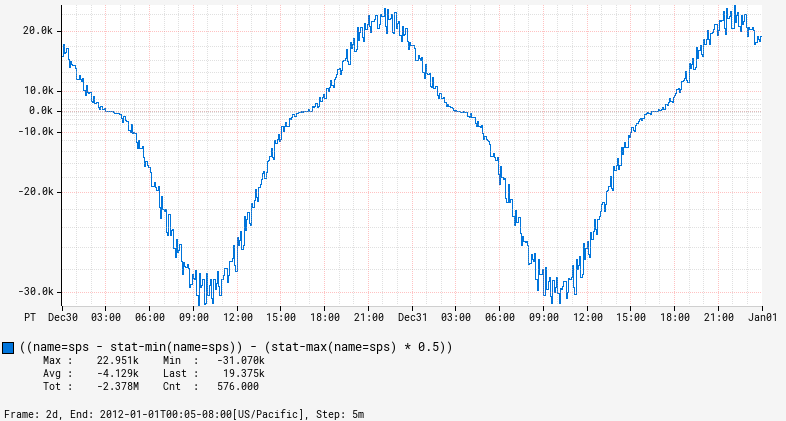 20.0k
10.0k
0.0k
-10.0k
-20.0k
-30.0k
PT Dec30 03:00 06:00 09:00 12:00 15:00 18:00 21:00 Dec31 03:00 06:00 09:00 12:00 15:00 18:00 21:00 Jan01
((name=sps - stat-min(name=sps)) - (stat-max(name=sps) * 0.5))
Max : 22.951k Min : -31.070k
Avg : -4.129k Last : 19.375k
Tot : -2.378M Cnt : 576.000
Frame: 2d, End: 2012-01-01T00:05-08:00[US/Pacific], Step: 5m